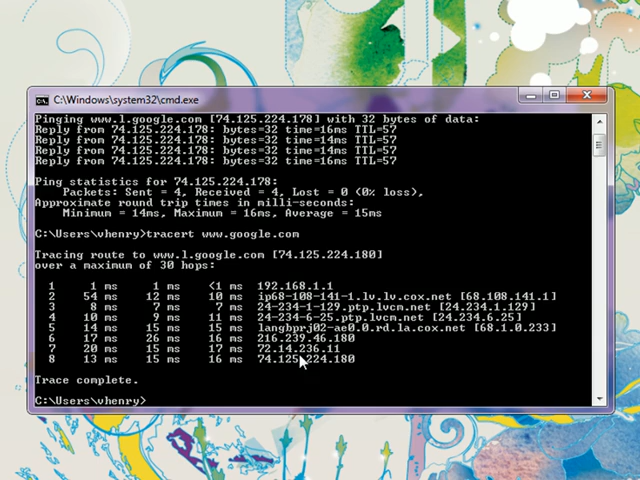 C:\Windows\system32\cmd.exe
Pinging www.l.google.com [74.125.224.178] with 32 bytes of data:
Reply from 74.125.224.178: bytes=32 time=16ms TTL=57
Reply from 74.125.224.178: bytes=32 time=14ms TTL=57
Reply from 74.125.224.178: bytes=32 time=14ms TTL=57
Reply from 74.125.224.178: bytes=32 time=16ms TTL=57
Ping statistics for 74.125.224.178:
Packets: Sent = 4, Received = 4, Lost = 0 (0% loss),
Approximate round trip times in milli-seconds:
Minimum = 14ms, Maximum = 16ms, Average = 15ms
C:\Users\vhenry>tracert www.google.com
Tracing route to www.l.google.com [74.125.224.180]
over a maximum of 30 hops:
1 1 ms 1 ms <1 ms 192.168.1.1
2 54 ms 12 ms 10 ms ip68-108-141-1.lv.lv.cox.net [68.108.141.1]
3 8 ms 7 ms 7 ms 24-234-1-129.ptp.lvcm.net [24.234.1.129]
4 10 ms 9 ms 11 ms 24-234-6-25.ptp.lvcm.net [24.234.6.25]
5 14 ms 15 ms 15 ms langbprj02-ae0.0.rd.la.cox.net [68.1.0.233]
6 17 ms 26 ms 16 ms 216.239.46.180
7 20 ms 15 ms 17 ms 72.14.236.11
8 13 ms 15 ms 16 ms 74.125.224.180
Trace complete.
C:\Users\vhenry>